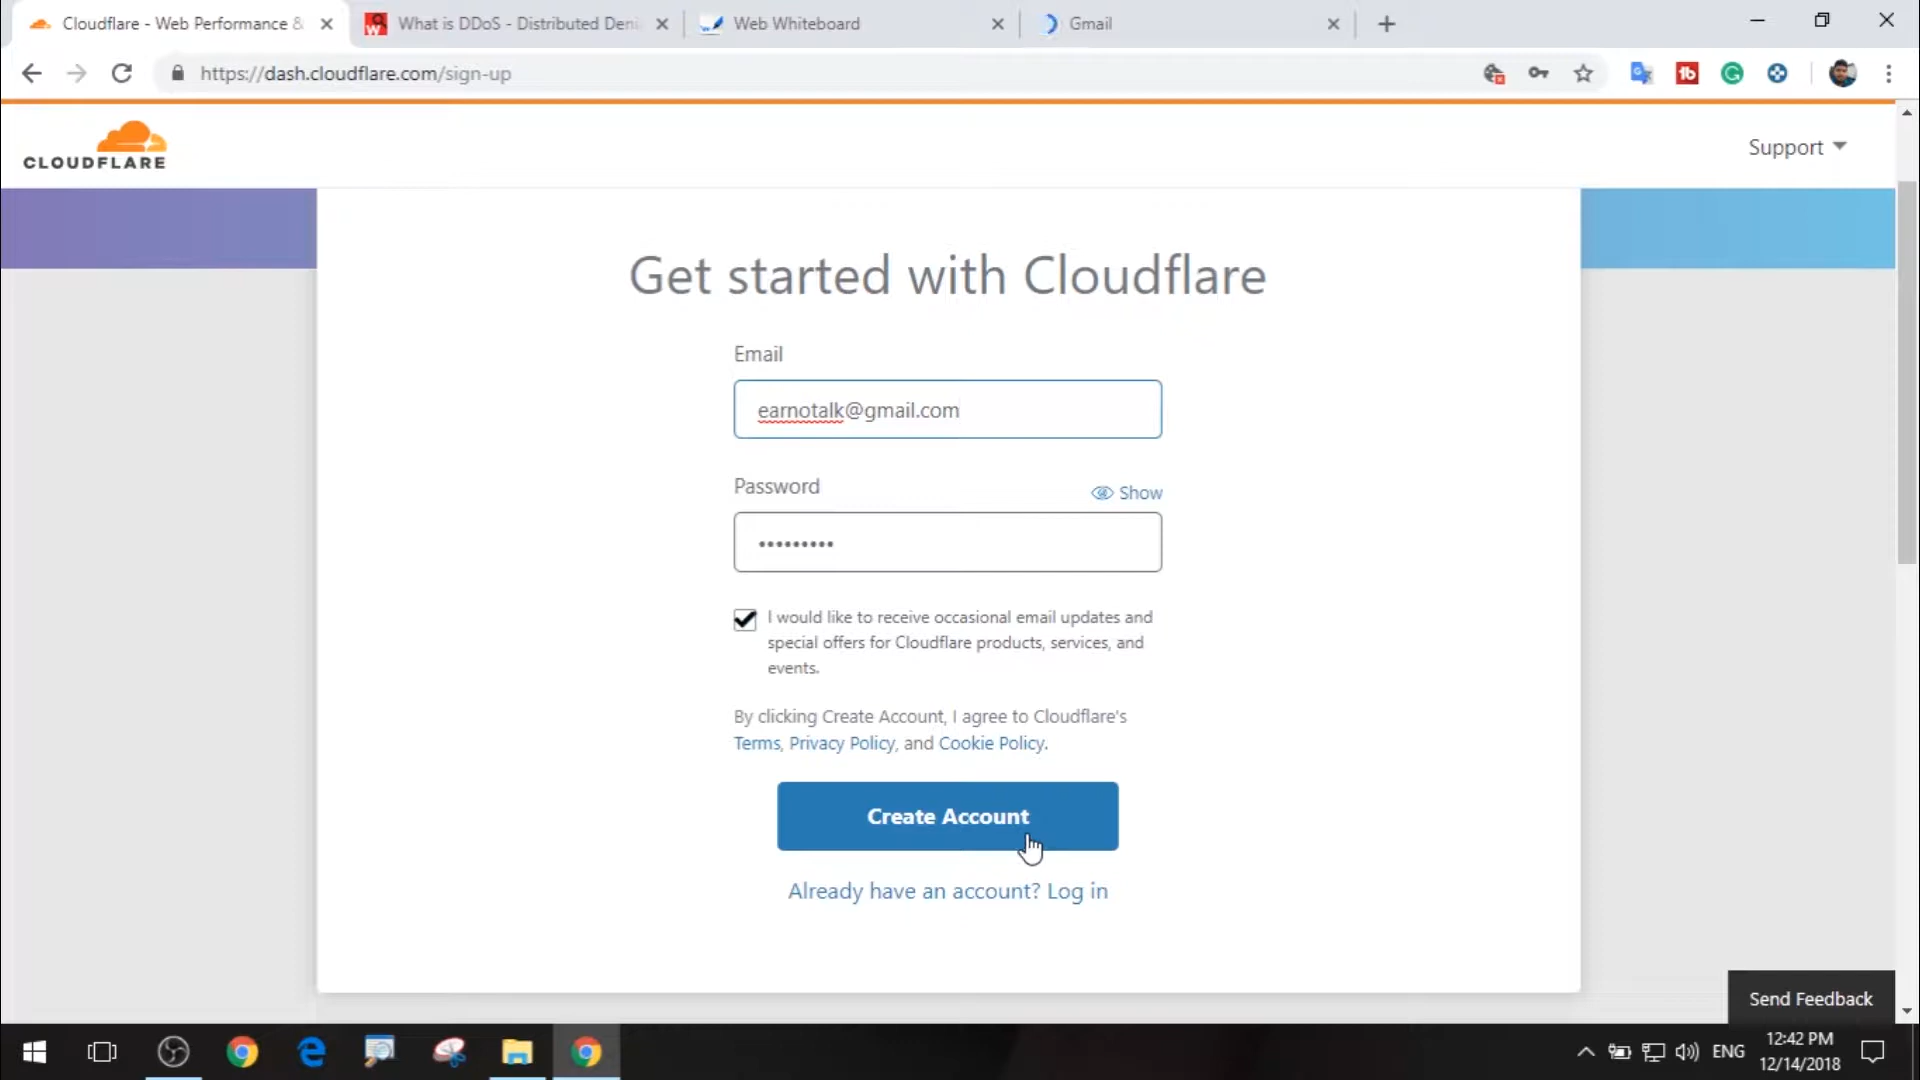 Cloudflare - Web Performance &
What is DDoS - Distributed Deni
Web Whiteboard
Gmail
https://dash.cloudflare.com/sign-up
CLOUDFLARE
Support
Get started with Cloudflare
Email
earnotalk@gmail.com
Password
Show
•••••••••
I would like to receive occasional email updates and
special offers for Cloudflare products, services, and
events.
By clicking Create Account, I agree to Cloudflare's
Terms, Privacy Policy, and Cookie Policy.
Create Account
Already have an account? Log in
Send Feedback
ENG
12:42 PM
12/14/2018